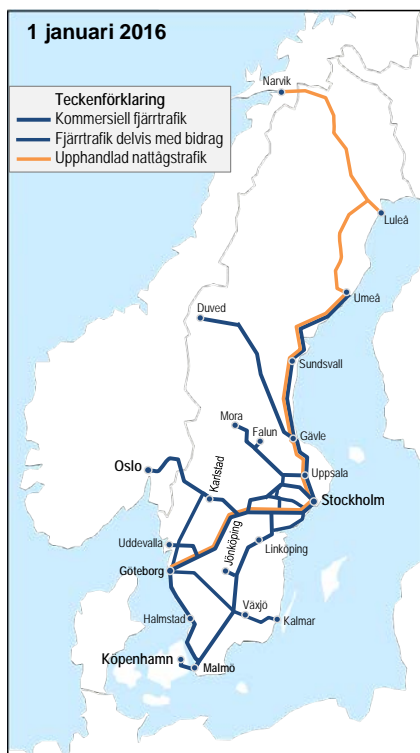 1 januari 2016
Narvik
Teckenförklaring
Kommersiell fjärrtrafik
Fjärrtrafik delvis med bidrag
Upphandlad nattågstrafik
Luleå
Umeå
Duved
Sundsvall
Mora
Falun
Gävle
Oslo
Karlstad
Uppsala
Stockholm
Uddevalla
Jönköping
Linköping
Göteborg
Halmstad
Växjö
Kalmar
Köpenhamn
Malmö